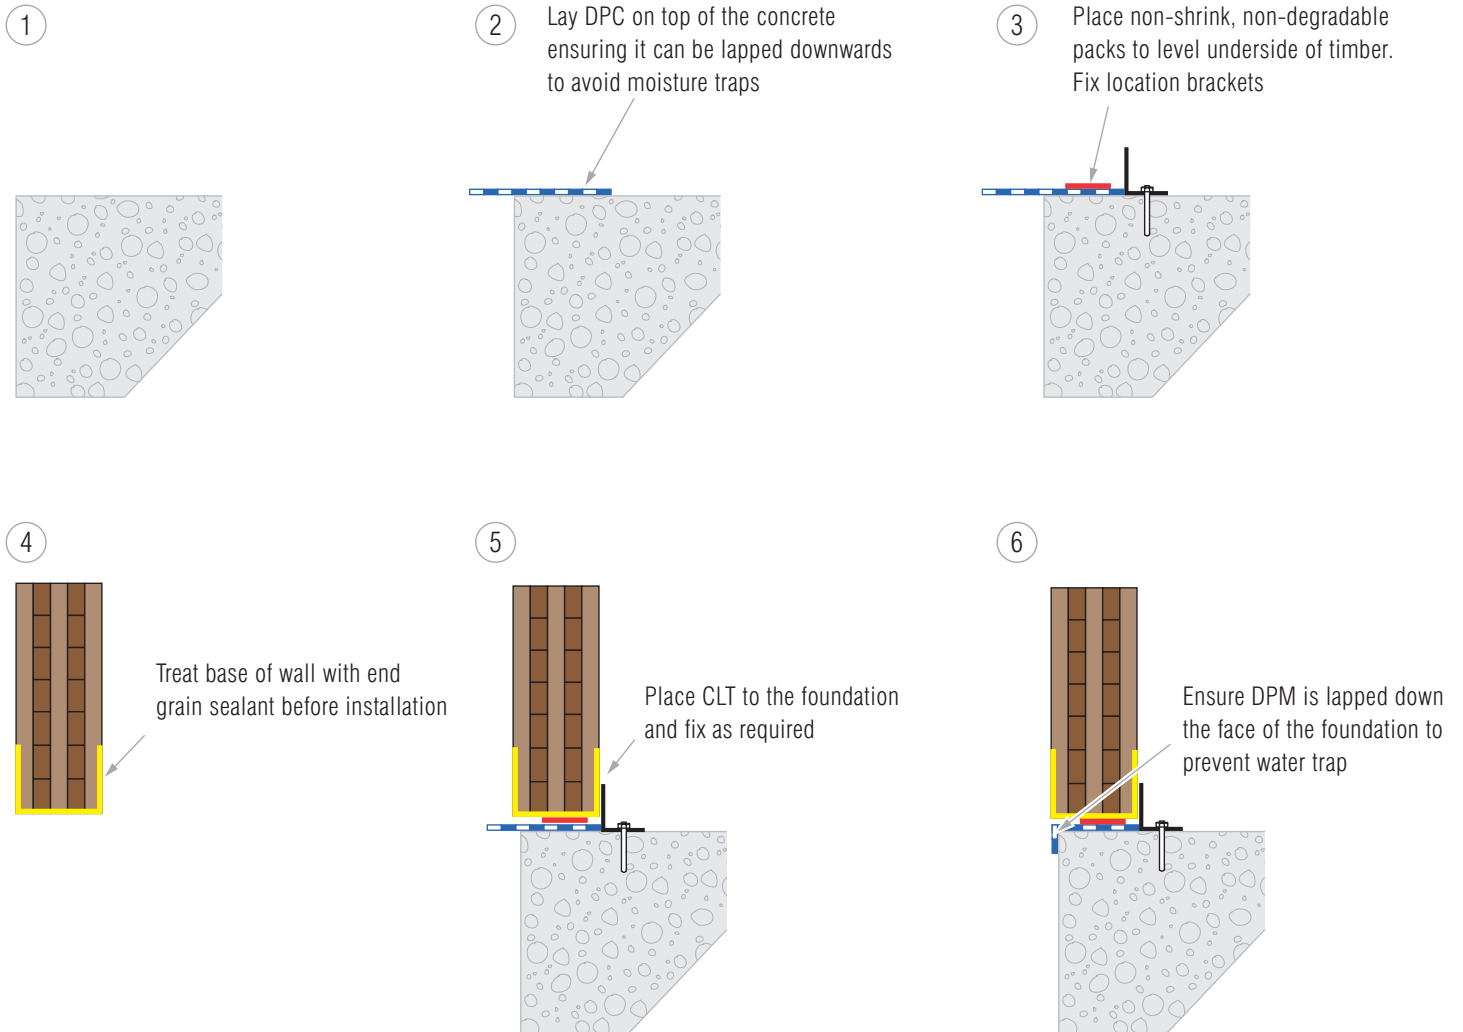 1
2
Lay DPC on top of the concrete
ensuring it can be lapped downwards
to avoid moisture traps
3
Place non-shrink, non-degradable
packs to level underside of timber.
Fix location brackets
4
Treat base of wall with end
grain sealant before installation
5
Place CLT to the foundation
and fix as required
6
Ensure DPM is lapped down
the face of the foundation to
prevent water trap